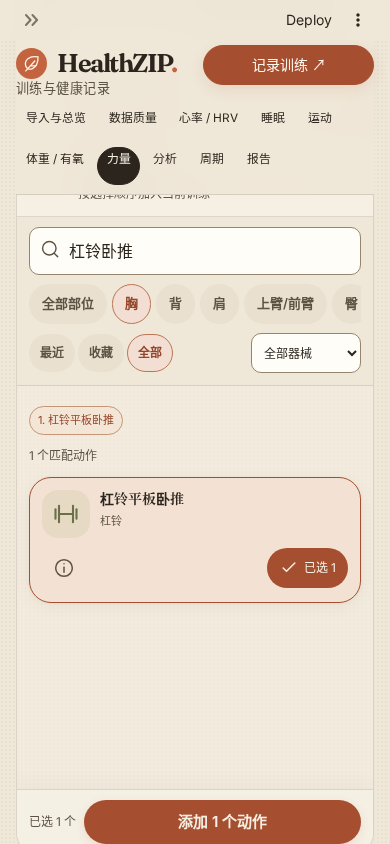 Deploy
HealthZIP.
记录训练 ↗
训练与健康记录
导入与总览 数据质量 心率 / HRV 睡眠 运动
体重 / 有氧 力量 分析 周期 报告
杠铃卧推
全部部位 胸 背 肩 上臂/前臂 臀
最近 收藏 全部 全部器械
1. 杠铃平板卧推
1 个匹配动作
杠铃平板卧推
杠铃
已选 1
已选 1 个 添加 1 个动作